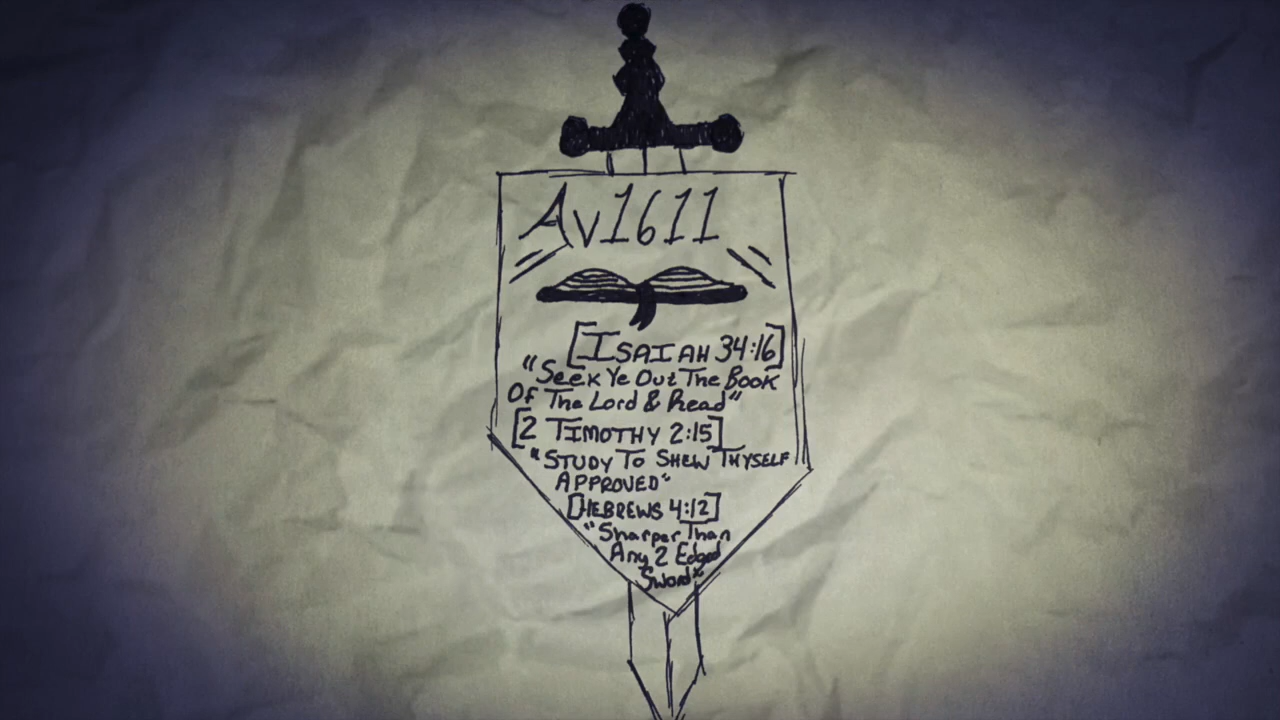 Av1611
[ISAIAH 34:16]
"Seek Ye Out The Book
Of The Lord & Read"
[2 TIMOTHY 2:15]
"STUDY TO SHEW THYSELF
APPROVED"
[HEBREWS 4:12]
"Sharper Than
Any 2 Edged
Sword"